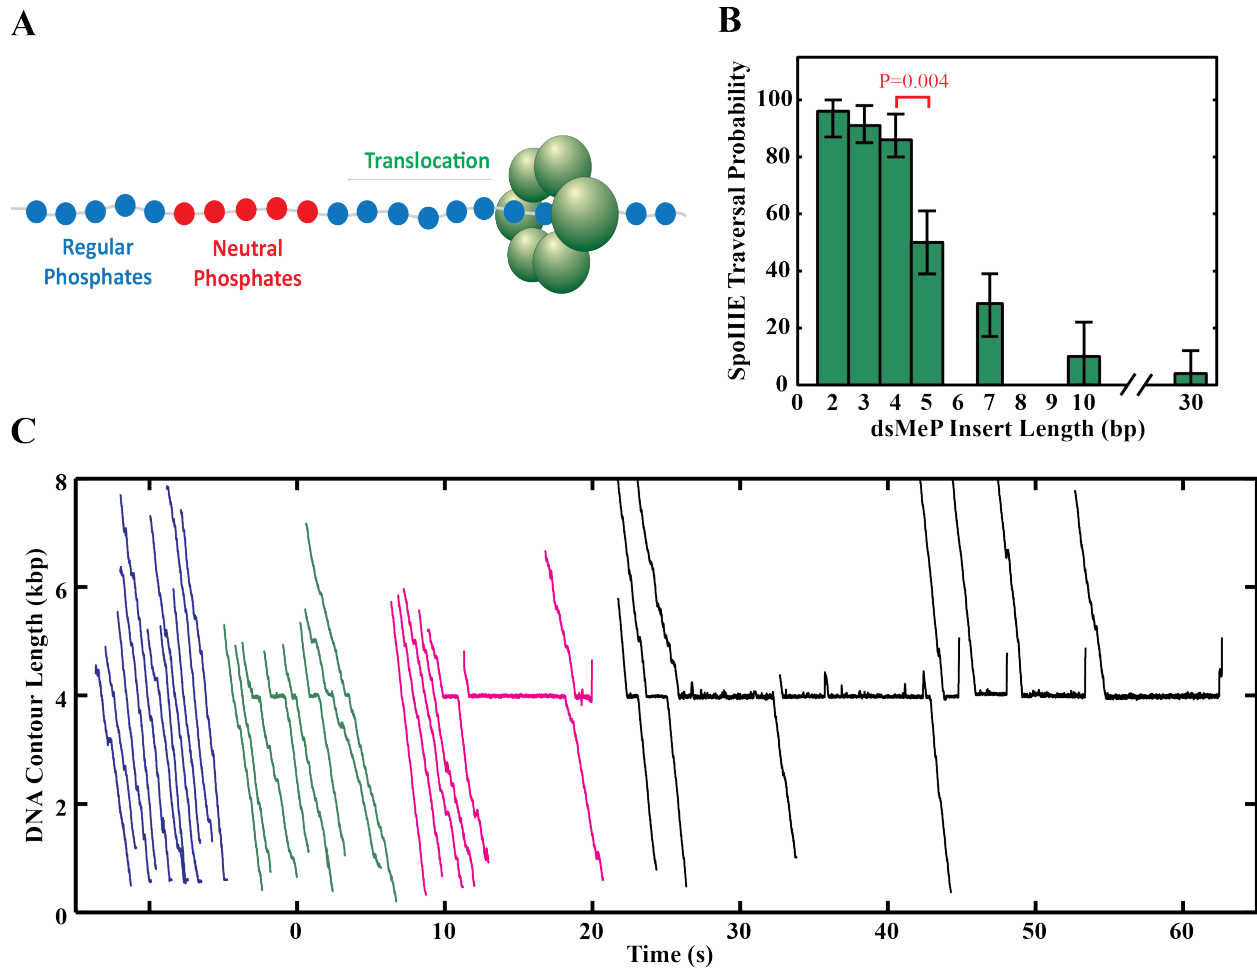 A
Translocation
Regular
Phosphates
Neutral
Phosphates
B
SpoIIIE Traversal Probability
P=0.004
100
80
60
40
20
0
0 2 3 4 5 6 7 8 9 10 30
dsMeP Insert Length (bp)
C
DNA Contour Length (kbp)
8
6
4
2
0
0 10 20 30 40 50 60
Time (s)